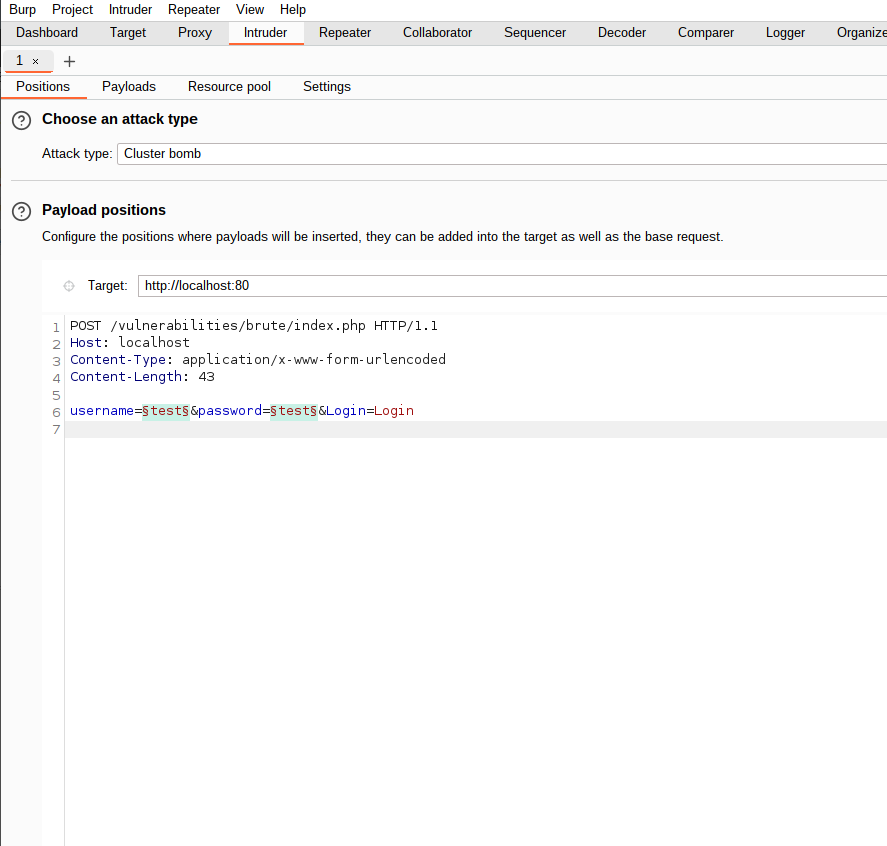 Burp Project Intruder Repeater View Help
Dashboard Target Proxy Intruder Repeater Collaborator Sequencer Decoder Comparer Logger Organize
1 × +
Positions Payloads Resource pool Settings
? Choose an attack type
Attack type: Cluster bomb
? Payload positions
Configure the positions where payloads will be inserted, they can be added into the target as well as the base request.
Target: http://localhost:80
1 POST /vulnerabilities/brute/index.php HTTP/1.1
2 Host: localhost
3 Content-Type: application/x-www-form-urlencoded
4 Content-Length: 43
5
6 username=§test§&password=§test§&Login=Login
7